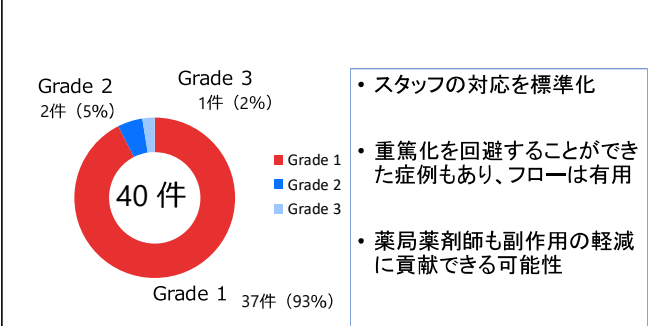 Grade 2
2件（5%）
Grade 3
1件（2%）
40 件
Grade 1
37件（93%）
Grade 1
Grade 2
Grade 3
• スタッフの対応を標準化
• 重篤化を回避することができ
た症例もあり、フローは有用
• 薬局薬剤師も副作用の軽減
に貢献できる可能性